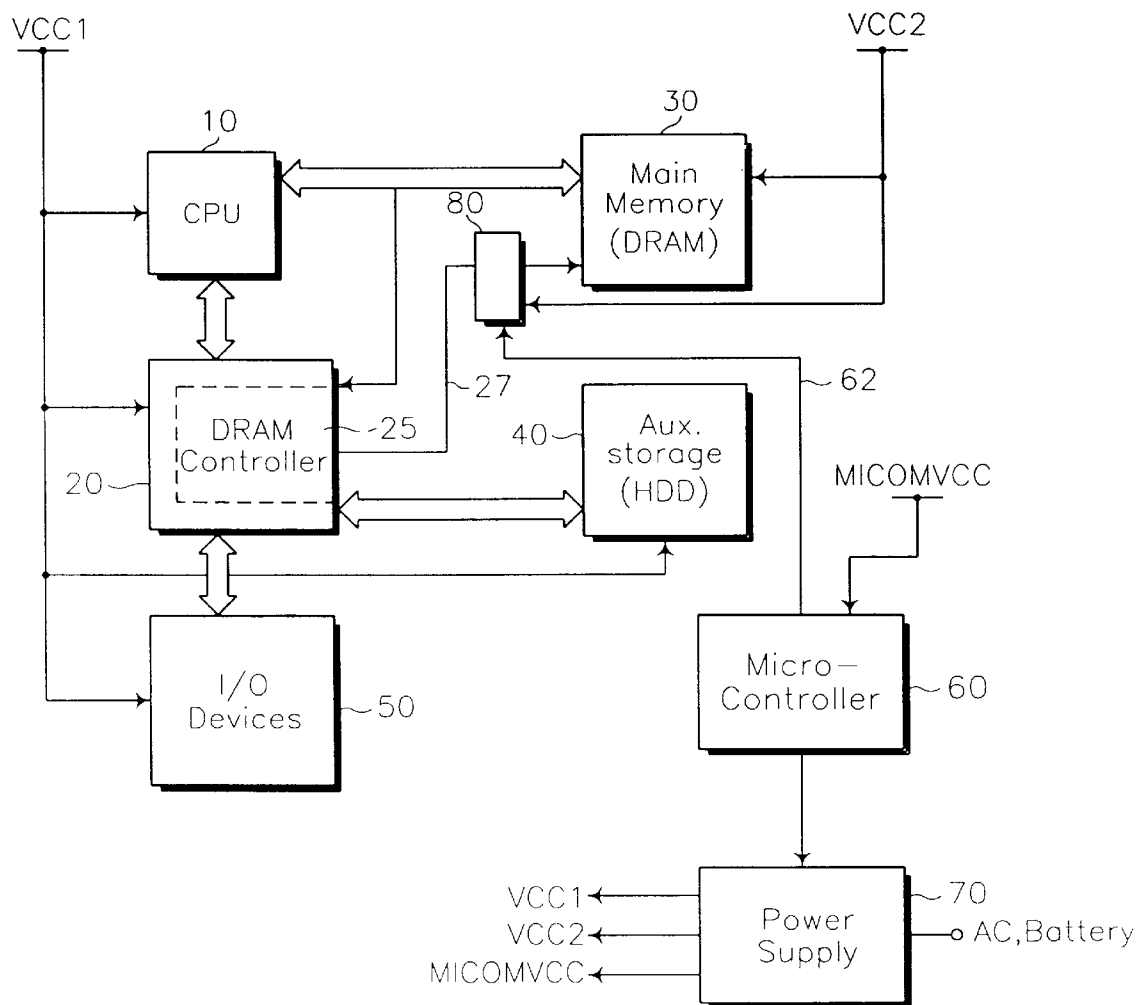 VCC1
VCC2
10
30
CPU
Main
Memory
(DRAM)
80
27
62
DRAM
Controller
25
20
40
Aux.
storage
(HDD)
MICOMVCC
I/O
Devices
50
Micro-
Controller
60
VCC1
VCC2
MICOMVCC
Power
Supply
70
AC,Battery